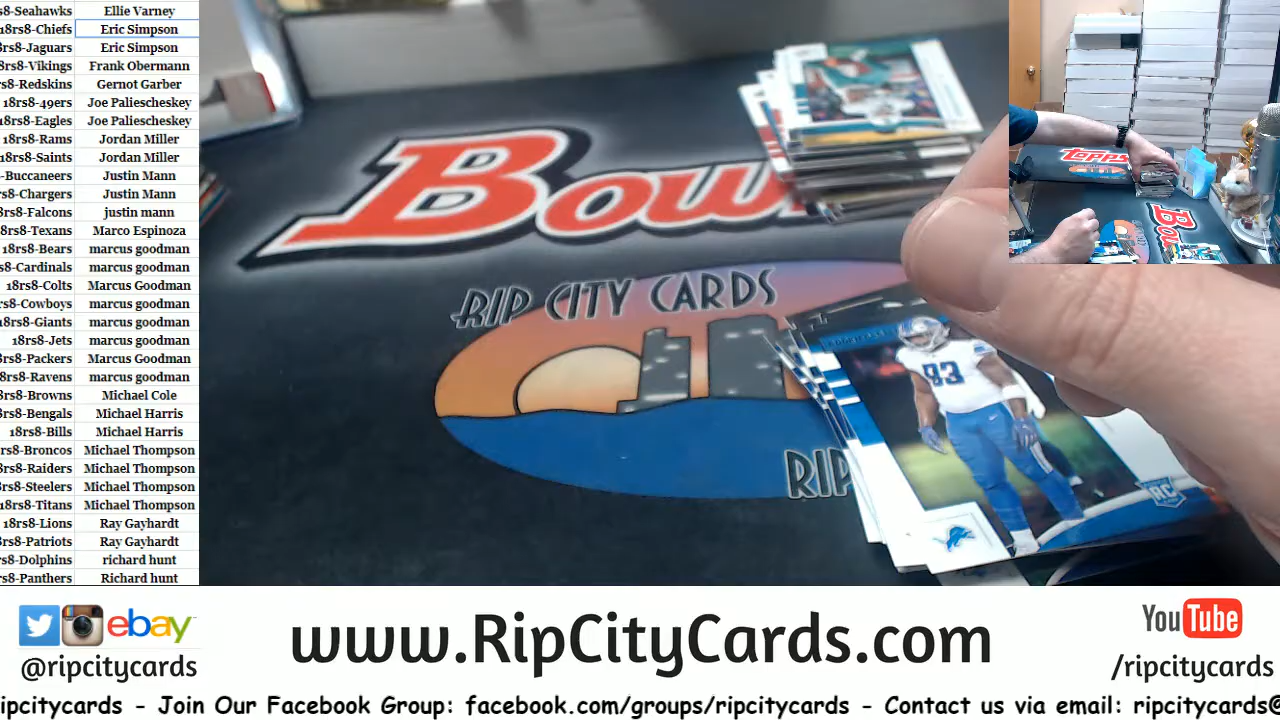 s8-Seahawks Ellie Varney
18rs8-Chiefs Eric Simpson
rs8-Jaguars Eric Simpson
8rs8-Vikings Frank Obermann
rs8-Redskins Gernot Garber
18rs8-49ers Joe Paliescheskey
8rs8-Eagles Joe Paliescheskey
18rs8-Rams Jordan Miller
18rs8-Saints Jordan Miller
-Buccaneers Justin Mann
rs8-Chargers Justin Mann
rs8-Falcons justin mann
8rs8-Texans Marco Espinoza
18rs8-Bears marcus goodman
s8-Cardinals marcus goodman
18rs8-Colts Marcus Goodman
rs8-Cowboys marcus goodman
18rs8-Giants marcus goodman
18rs8-Jets marcus goodman
rs8-Packers Marcus Goodman
8rs8-Ravens marcus goodman
rs8-Browns Michael Cole
rs8-Bengals Michael Harris
18rs8-Bills Michael Harris
rs8-Broncos Michael Thompson
rs8-Raiders Michael Thompson
rs8-Steelers Michael Thompson
18rs8-Titans Michael Thompson
18rs8-Lions Ray Gayhardt
rs8-Patriots Ray Gayhardt
rs8-Dolphins richard hunt
rs8-Panthers Richard hunt
Bow
RIP CITY CARDS
RIP
93
RC
Topps
Bo
ebay
@ripcitycards
www.RipCityCards.com
YouTube
/ripcitycards
ipcitycards - Join Our Facebook Group: facebook.com/groups/ripcitycards - Contact us via email: ripcitycards@